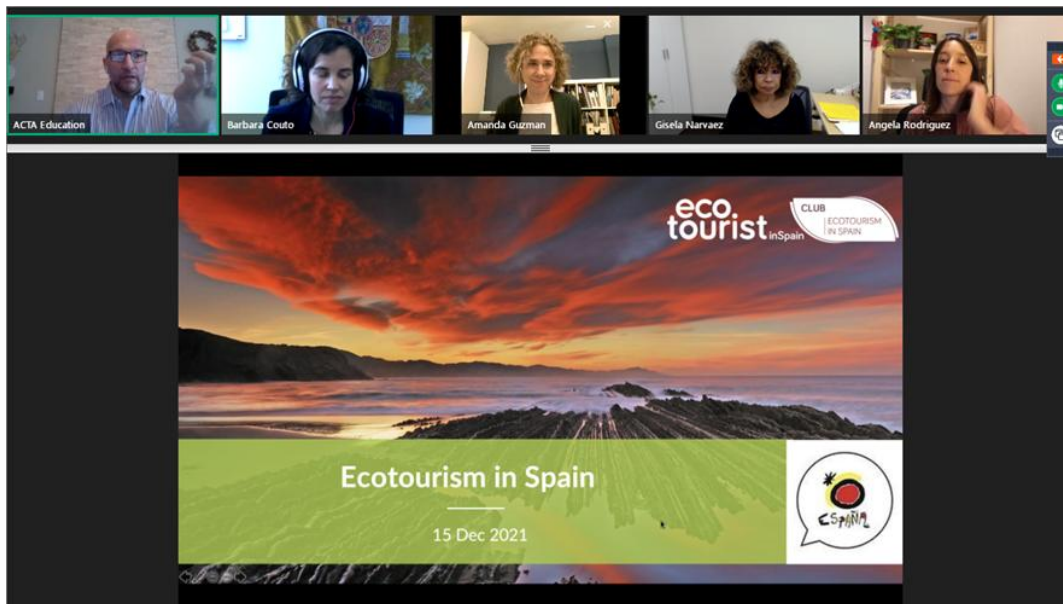 ACTA Education
Barbara Couto
Amanda Guzman
Gisela Narvaez
Angela Rodriguez
eco
tourist inSpain
CLUB
ECOTOURISM
IN SPAIN
Ecotourism in Spain
15 Dec 2021
ESPAÑA